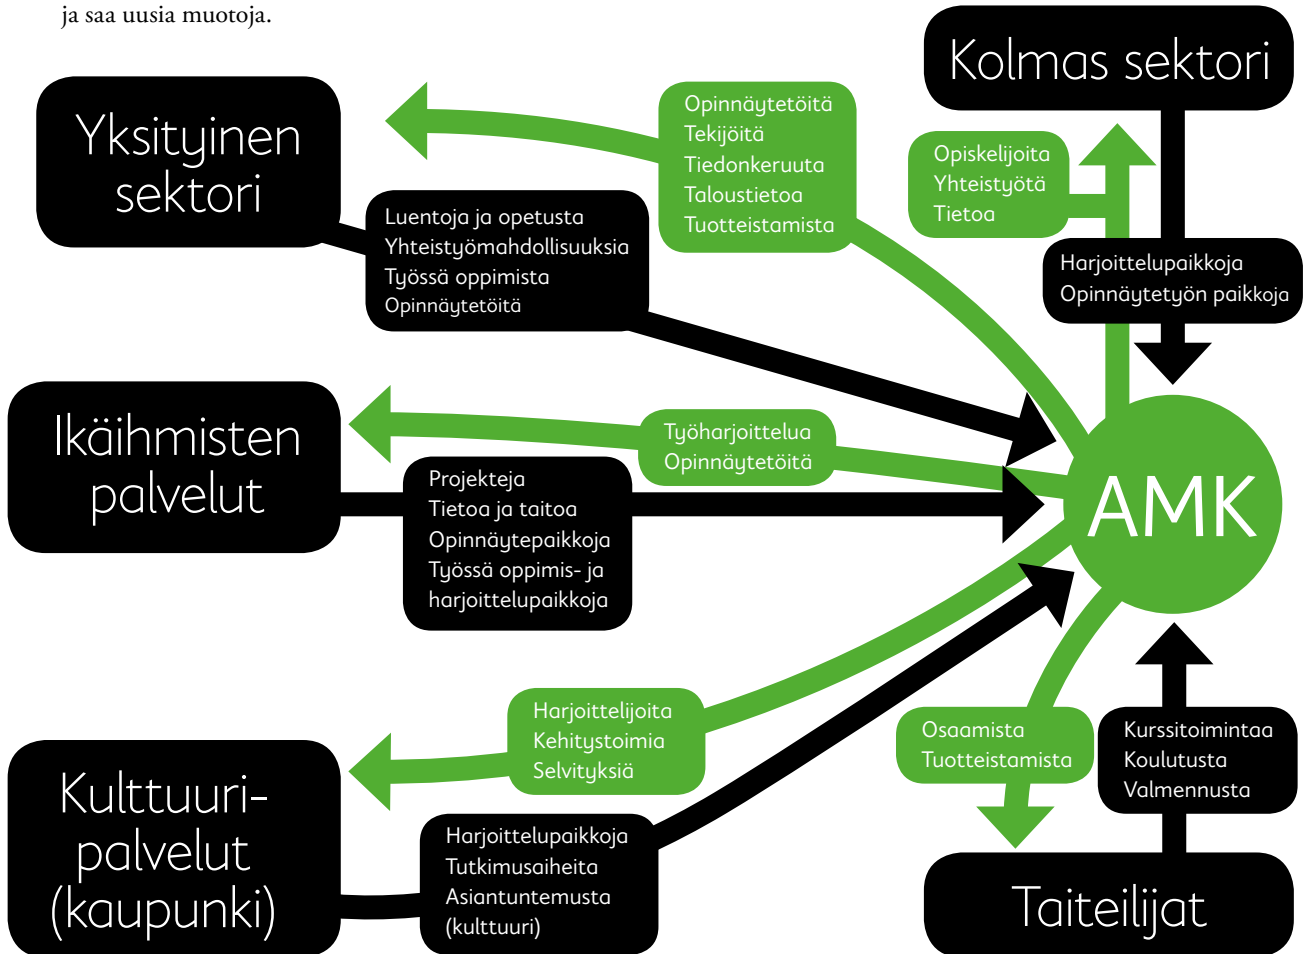 ja saa uusia muotoja.
Yksityinen
sektori
Opinnäytetöitä
Tekijöitä
Tiedonkeruuta
Taloustietoa
Tuotteistamista
Luentoja ja opetusta
Yhteistyömahdollisuuksia
Työssä oppimista
Opinnäytetöitä
Kolmas sektori
Opiskelijoita
Yhteistyötä
Tietoa
Harjoittelupaikkoja
Opinnäytetyön paikkoja
Ikäihmisten
palvelut
Työharjoittelua
Opinnäytetöitä
Projekteja
Tietoa ja taitoa
Opinnäytepaikkoja
Työssä oppimis- ja
harjoittelupaikkoja
AMK
Kulttuuri-
palvelut
(kaupunki)
Harjoittelijoita
Kehitystoimia
Selvityksiä
Harjoittelupaikkoja
Tutkimusaiheita
Asiantuntemusta
(kulttuuri)
Osaamista
Tuotteistamista
Kurssitoimintaa
Koulutusta
Valmennusta
Taiteilijat